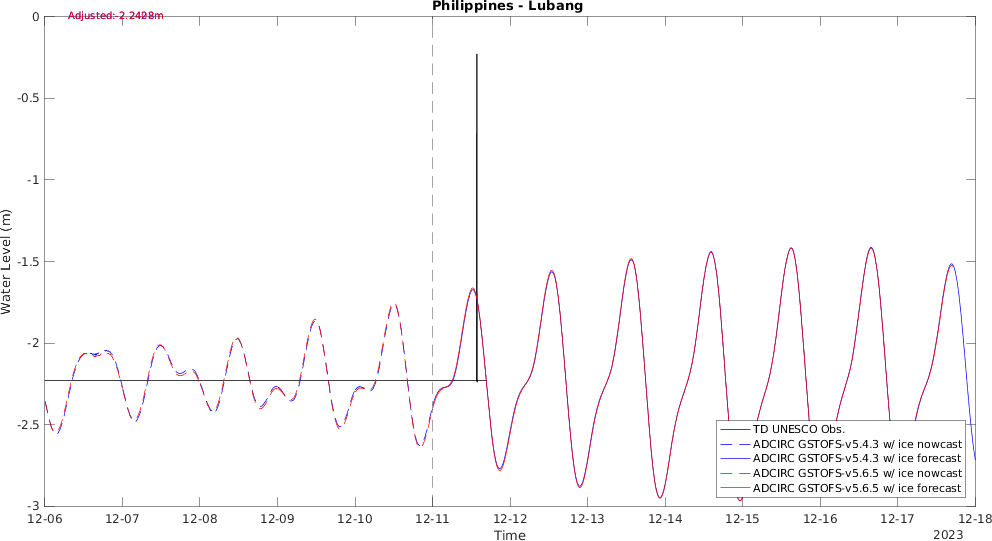 Philippines - Lubang
Adjusted: 2.2428m
0
-0.5
-1
-1.5
-2
-2.5
-3
Water Level (m)
TD UNESCO Obs.
ADCIRC GSTOFS-v5.4.3 w/ ice nowcast
ADCIRC GSTOFS-v5.4.3 w/ ice forecast
ADCIRC GSTOFS-v5.6.5 w/ ice nowcast
ADCIRC GSTOFS-v5.6.5 w/ ice forecast
12-06 12-07 12-08 12-09 12-10 12-11 12-12 12-13 12-14 12-15 12-16 12-17 12-18
Time
2023